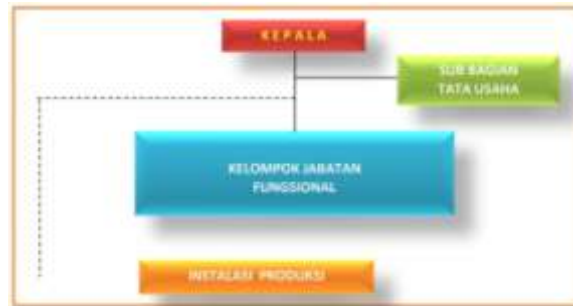 KEPALA
SUB BAGIAN
TATA USAHA
KELOMPOK JABATAN
FUNGSIONAL
INSTALASI PRODUKSI